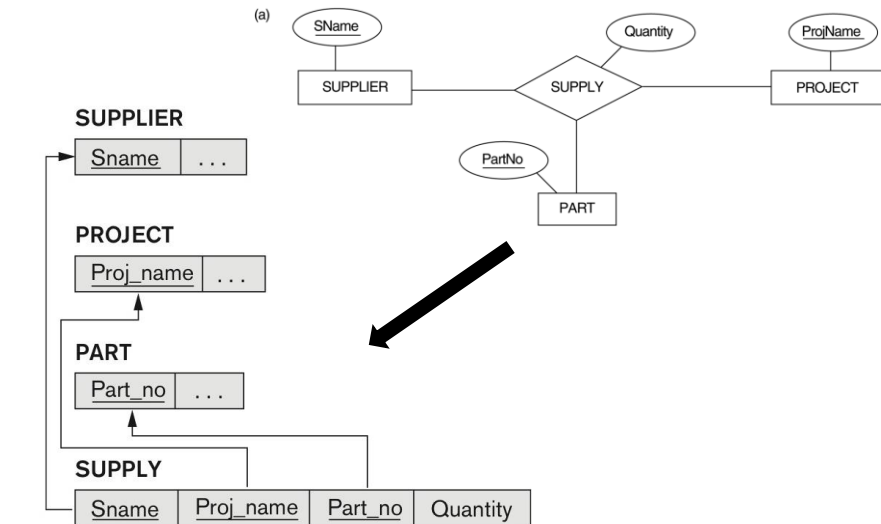 (a)
SName
Quantity
ProjName
SUPPLIER
SUPPLY
PROJECT
PartNo
PART
SUPPLIER
Sname ...
PROJECT
Proj_name ...
PART
Part_no ...
SUPPLY
Sname Proj_name Part_no Quantity